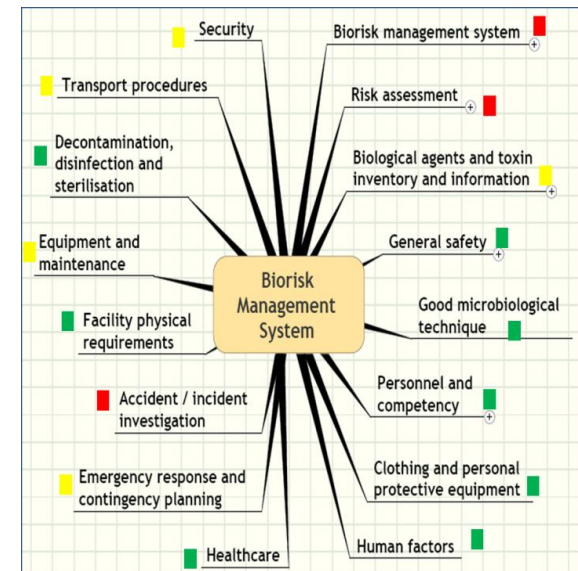 Security
Transport procedures
Decontamination,
disinfection and
sterilisation
Equipment and
maintenance
Facility physical
requirements
Accident / incident
investigation
Emergency response and
contingency planning
Healthcare
Biorisk
Management
System
Biorisk management system
Risk assessment
Biological agents and toxin
inventory and information
General safety
Good microbiological
technique
Personnel and
competency
Clothing and personal
protective equipment
Human factors